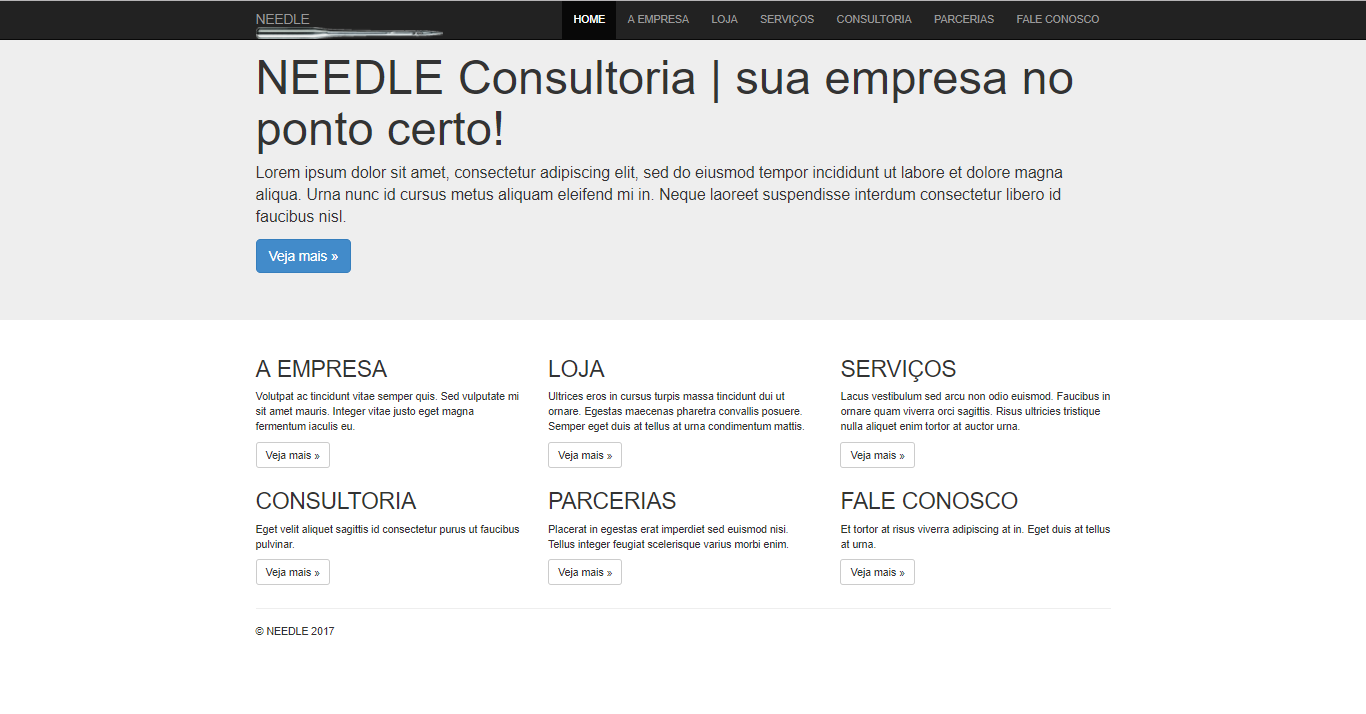 NEEDLE
HOME A EMPRESA LOJA SERVIÇOS CONSULTORIA PARCERIAS FALE CONOSCO
NEEDLE Consultoria | sua empresa no
ponto certo!
Lorem ipsum dolor sit amet, consectetur adipiscing elit, sed do eiusmod tempor incididunt ut labore et dolore magna
aliqua. Urna nunc id cursus metus aliquam eleifend mi in. Neque laoreet suspendisse interdum consectetur libero id
faucibus nisl.
Veja mais »
A EMPRESA
Volutpat ac tincidunt vitae semper quis. Sed vulputate mi
sit amet mauris. Integer vitae justo eget magna
fermentum iaculis eu.
Veja mais »
LOJA
Ultrices eros in cursus turpis massa tincidunt dui ut
ornare. Egestas maecenas pharetra convallis posuere.
Semper eget duis at tellus at urna condimentum mattis.
Veja mais »
SERVIÇOS
Lacus vestibulum sed arcu non odio euismod. Faucibus in
ornare quam viverra orci sagittis. Risus ultricies tristique
nulla aliquet enim tortor at auctor urna.
Veja mais »
CONSULTORIA
Eget velit aliquet sagittis id consectetur purus ut faucibus
pulvinar.
Veja mais »
PARCERIAS
Placerat in egestas erat imperdiet sed euismod nisi.
Tellus integer feugiat scelerisque varius morbi enim.
Veja mais »
FALE CONOSCO
Et tortor at risus viverra adipiscing at in. Eget duis at tellus
at urna.
Veja mais »
© NEEDLE 2017